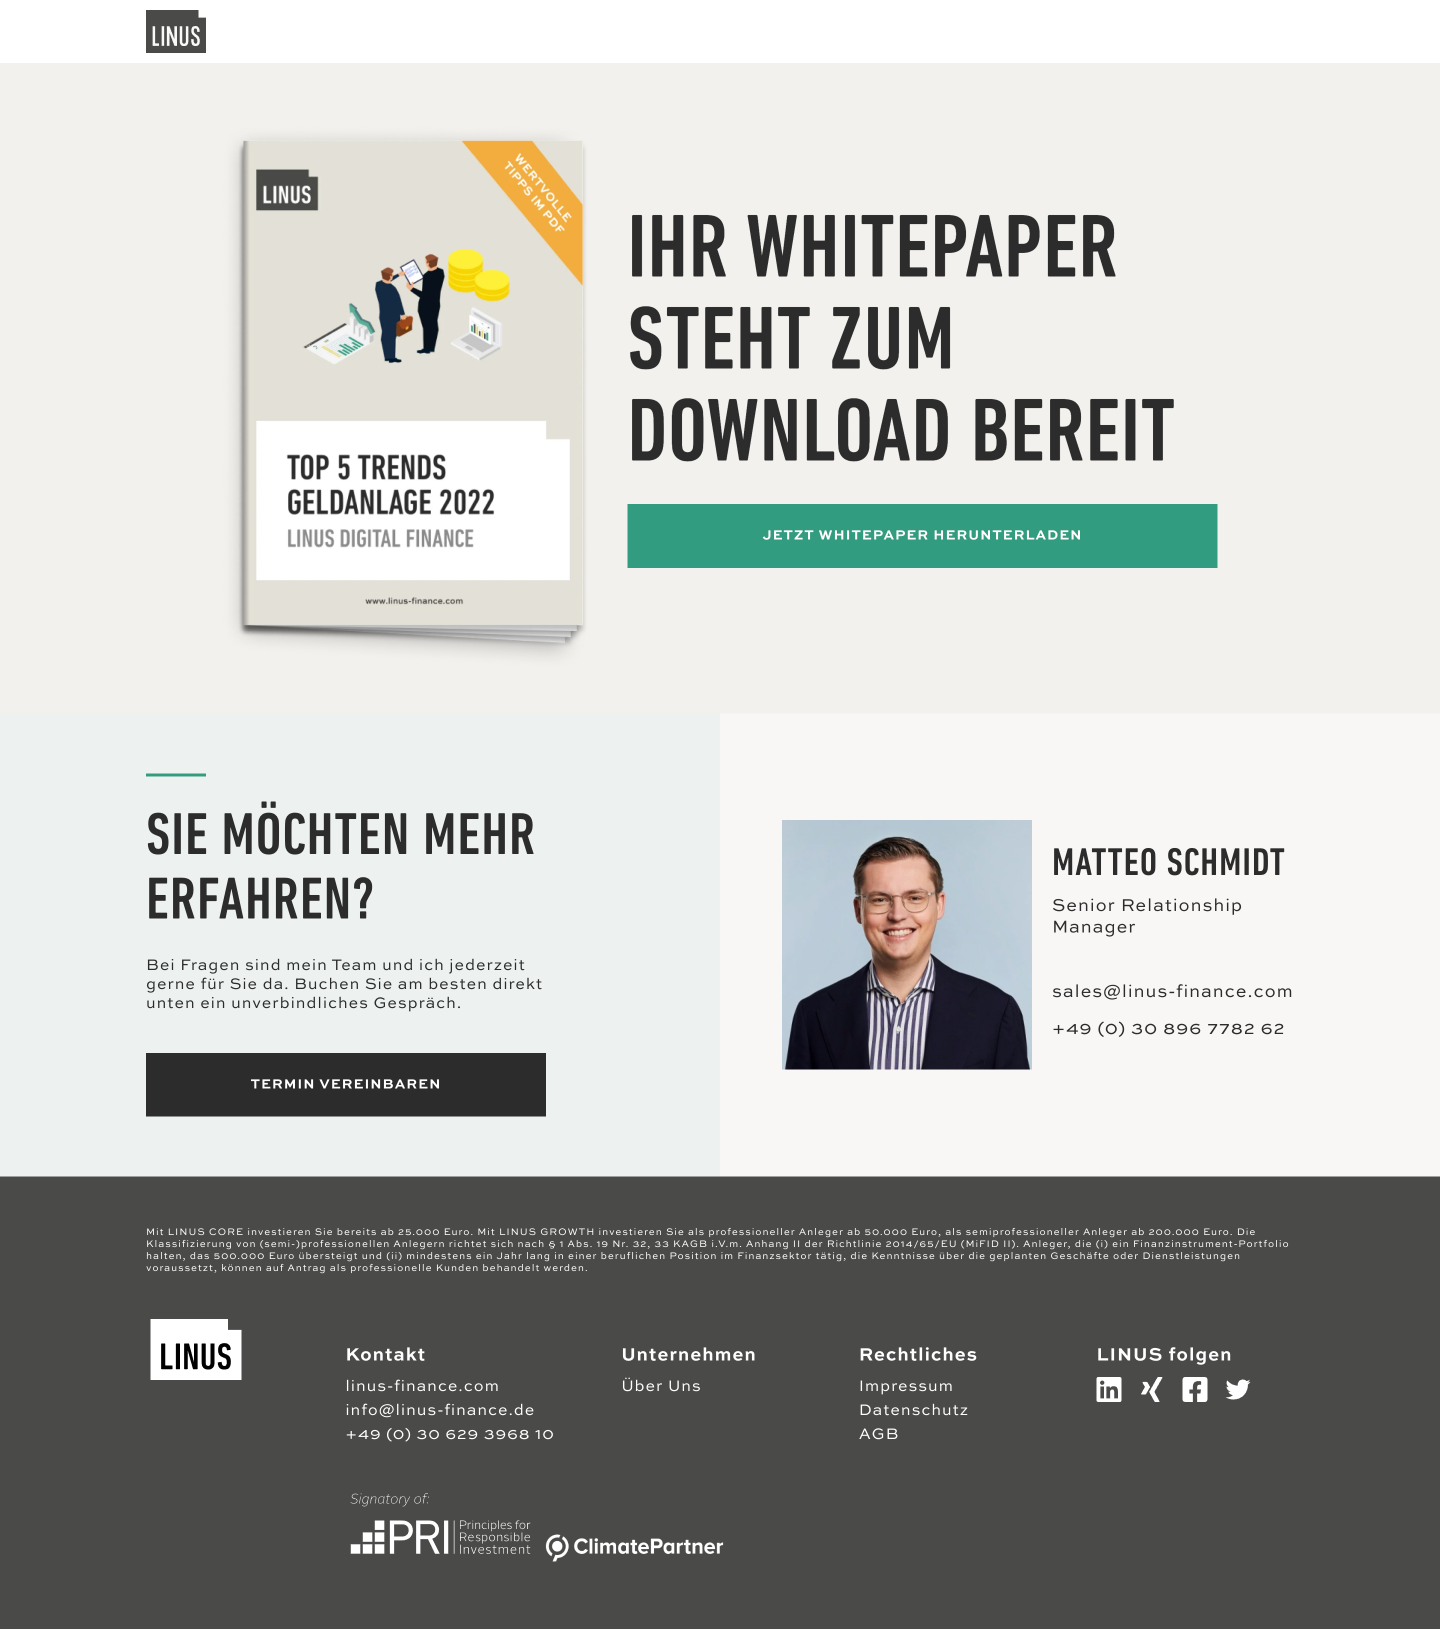 LINUS
LINUS
WERTVOLLE
TIPPS IM PDF
TOP 5 TRENDS
GELDANLAGE 2022
LINUS DIGITAL FINANCE
www.linus-finance.com
IHR WHITEPAPER
STEHT ZUM
DOWNLOAD BEREIT
JETZT WHITEPAPER HERUNTERLADEN
SIE MÖCHTEN MEHR
ERFAHREN?
Bei Fragen sind mein Team und ich jederzeit
gerne für Sie da. Buchen Sie am besten direkt
unten ein unverbindliches Gespräch.
TERMIN VEREINBAREN
MATTEO SCHMIDT
Senior Relationship
Manager
sales@linus-finance.com
+49 (0) 30 896 7782 62
Mit LINUS CORE investieren Sie bereits ab 25.000 Euro. Mit LINUS GROWTH investieren Sie als professioneller Anleger ab 50.000 Euro, als semiprofessioneller Anleger ab 200.000 Euro. Die
Klassifizierung von (semi-)professionellen Anlegern richtet sich nach § 1 Abs. 19 Nr. 32, 33 KAGB i.V.m. Anhang II der Richtlinie 2014/65/EU (MiFID II). Anleger, die (i) ein Finanzinstrument-Portfolio
halten, das 500.000 Euro übersteigt und (ii) mindestens ein Jahr lang in einer beruflichen Position im Finanzsektor tätig, die Kenntnisse über die geplanten Geschäfte oder Dienstleistungen
voraussetzt, können auf Antrag als professionelle Kunden behandelt werden.
LINUS
Kontakt
linus-finance.com
info@linus-finance.de
+49 (0) 30 629 3968 10
Unternehmen
Über Uns
Rechtliches
Impressum
Datenschutz
AGB
LINUS folgen
Signatory of:
PRI
Principles for
Responsible
Investment
ClimatePartner